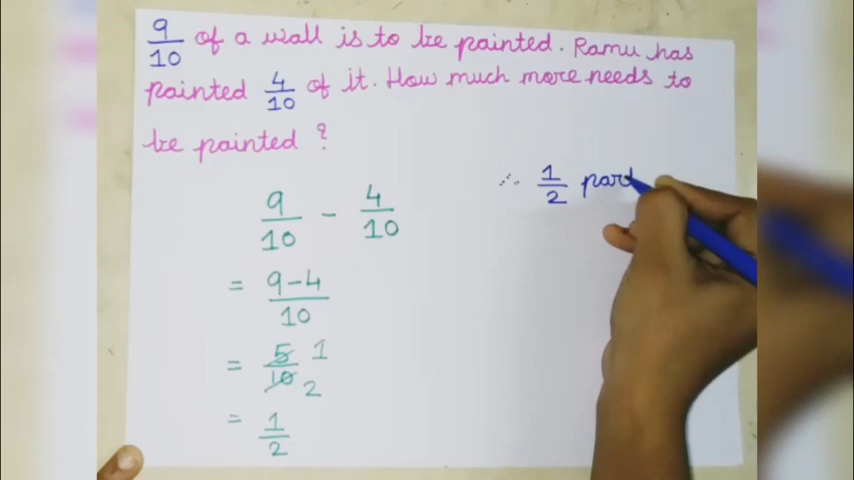 9/10 of a wall is to be painted. Ramu has
painted 4/10 of it. How much more needs to
be painted?
9/10 - 4/10
= 9-4/10
= 5/10 1/2
= 1/2
∴ 1/2